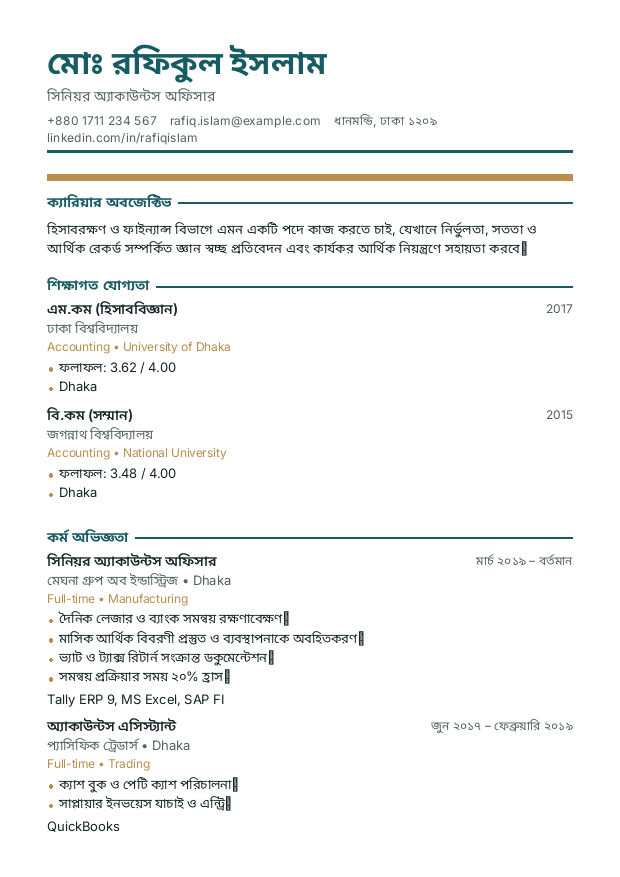 মোঃ রফিকুল ইসলাম
সিনিয়র অ্যাকাউন্টস অফিসার
+880 1711 234 567 rafiq.islam@example.com ধানমন্ডি, ঢাকা ১২০৯
linkedin.com/in/rafiqislam
ক্যারিয়ার অবজেক্টিভ
হিসাবরক্ষণ ও ফাইন্যান্স বিভাগে এমন একটি পদে কাজ করতে চাই, যেখানে নির্ভুলতা, সততা ও
আর্থিক রেকর্ড সম্পর্কিত জ্ঞান স্বচ্ছ প্রতিবেদন এবং কার্যকর আর্থিক নিয়ন্ত্রণে সহায়তা করবে
শিক্ষাগত যোগ্যতা
এম.কম (হিসাববিজ্ঞান) 2017
ঢাকা বিশ্ববিদ্যালয়
Accounting • University of Dhaka
• ফলাফল: 3.62 / 4.00
• Dhaka
বি.কম (সম্মান) 2015
জগন্নাথ বিশ্ববিদ্যালয়
Accounting • National University
• ফলাফল: 3.48 / 4.00
• Dhaka
কর্ম অভিজ্ঞতা
সিনিয়র অ্যাকাউন্টস অফিসার মার্চ ২০১৯ – বর্তমান
মেঘনা গ্রুপ অব ইন্ডাস্ট্রিজ • Dhaka
Full-time • Manufacturing
• দৈনিক লেজার ও ব্যাংক সমন্বয় রক্ষণাবেক্ষণ
• মাসিক আর্থিক বিবরণী প্রস্তুত ও ব্যবস্থাপনাকে অবহিতকরণ
• ভ্যাট ও ট্যাক্স রিটার্ন সংক্রান্ত ডকুমেন্টেশন
• সমন্বয় প্রক্রিয়ার সময় ২০% হ্রাস
Tally ERP 9, MS Excel, SAP FI
অ্যাকাউন্টস এসিস্ট্যান্ট জুন ২০১৭ – ফেব্রুয়ারি ২০১৯
প্যাসিফিক ট্রেডার্স • Dhaka
Full-time • Trading
• ক্যাশ বুক ও পেটি ক্যাশ পরিচালনা
• সাপ্লায়ার ইনভয়েস যাচাই ও এন্ট্রি
QuickBooks